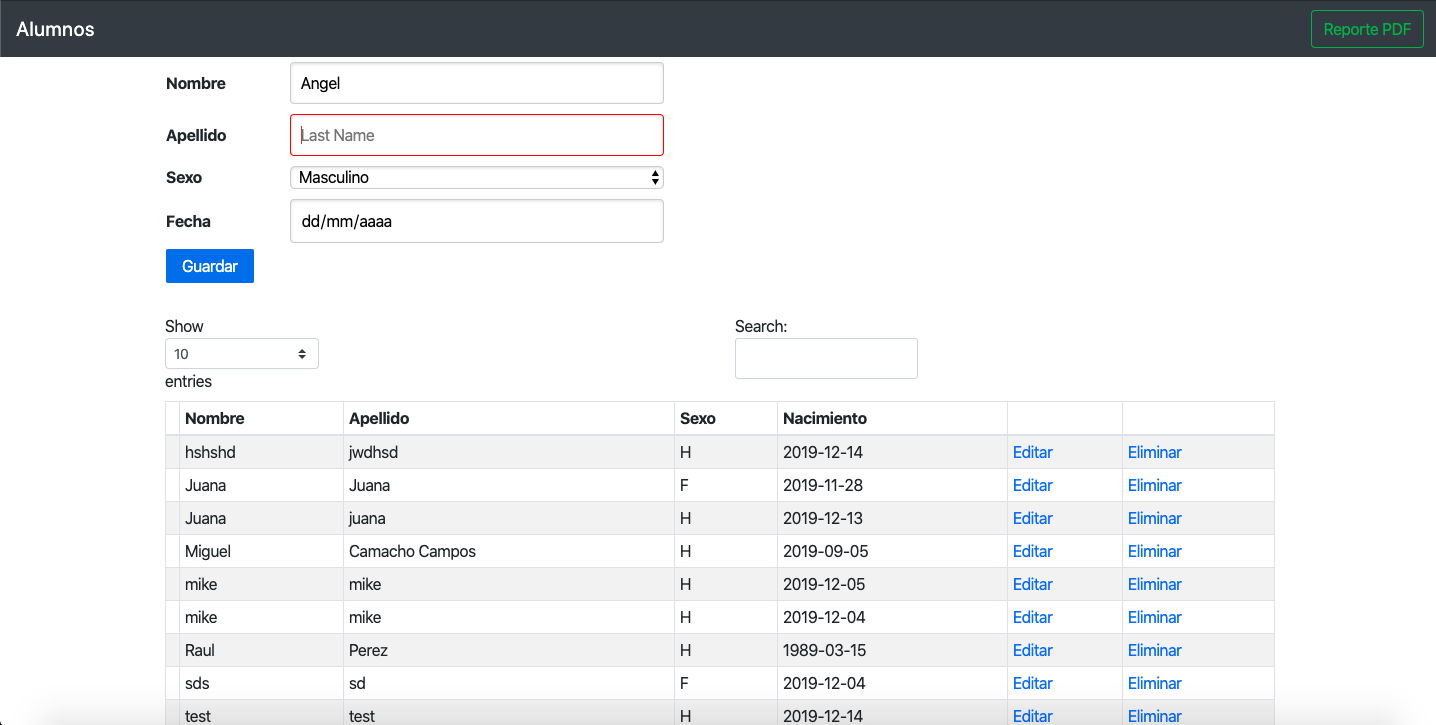 Alumnos Reporte PDF
Nombre Angel
Apellido Last Name
Sexo Masculino
Fecha dd/mm/aaaa
Guardar
Show Search:
10
entries
Nombre Apellido Sexo Nacimiento
hshshd jwdhsd H 2019-12-14 Editar Eliminar
Juana Juana F 2019-11-28 Editar Eliminar
Juana juana H 2019-12-13 Editar Eliminar
Miguel Camacho Campos H 2019-09-05 Editar Eliminar
mike mike H 2019-12-05 Editar Eliminar
mike mike H 2019-12-04 Editar Eliminar
Raul Perez H 1989-03-15 Editar Eliminar
sds sd F 2019-12-04 Editar Eliminar
test test H 2019-12-14 Editar Eliminar